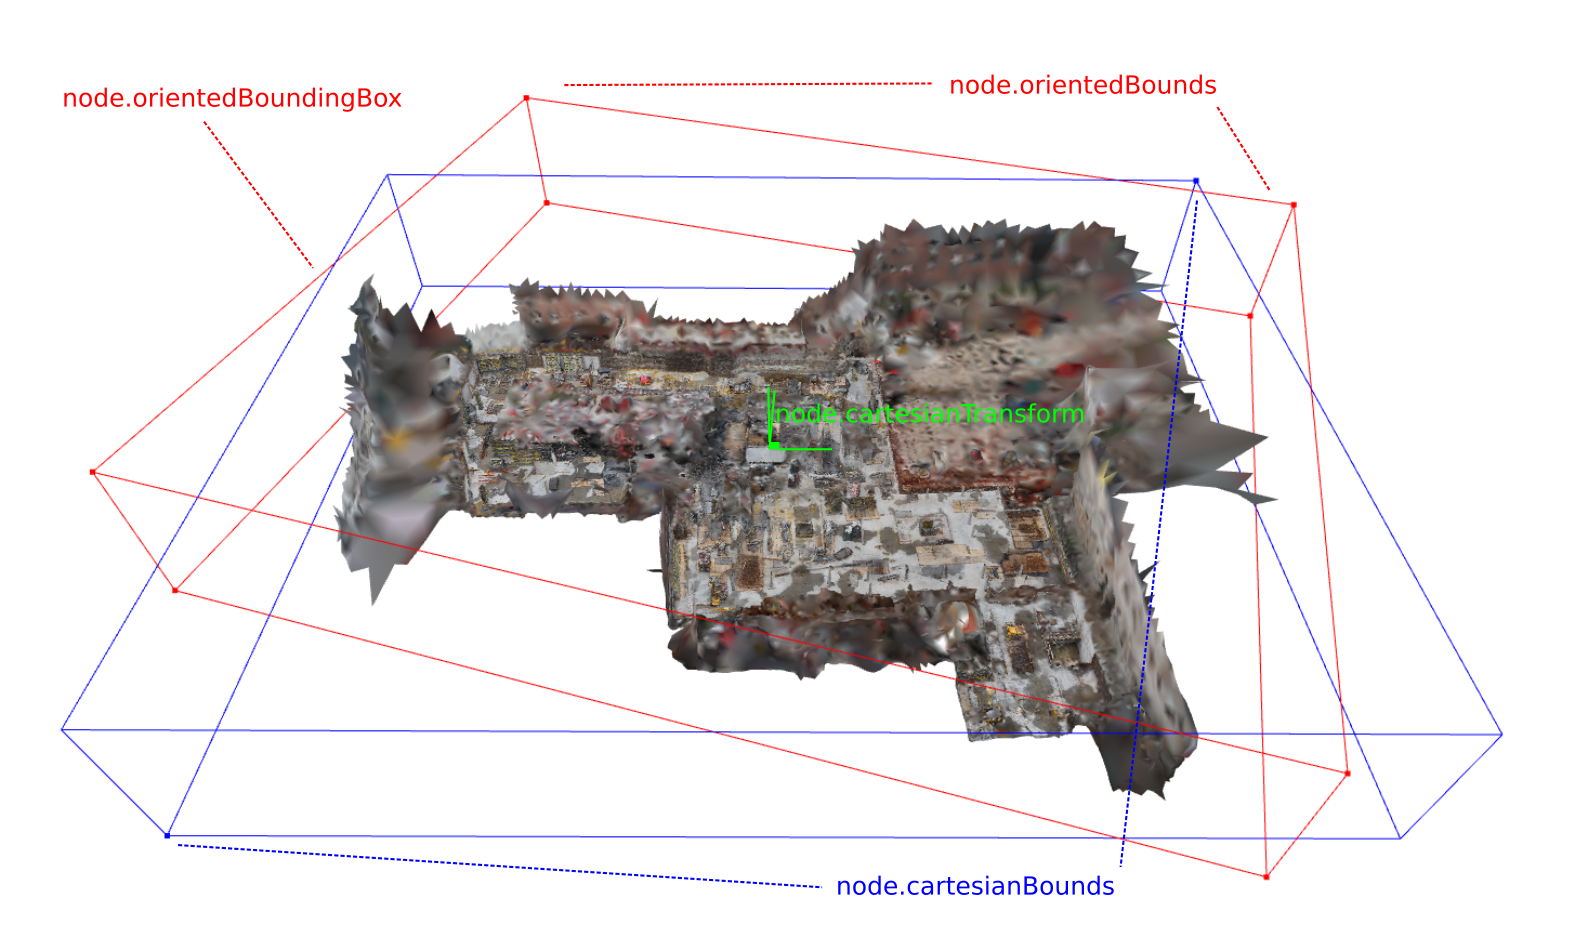 node.orientedBounds
node.orientedBoundingBox
node.cartesianTransform
node.cartesianBounds